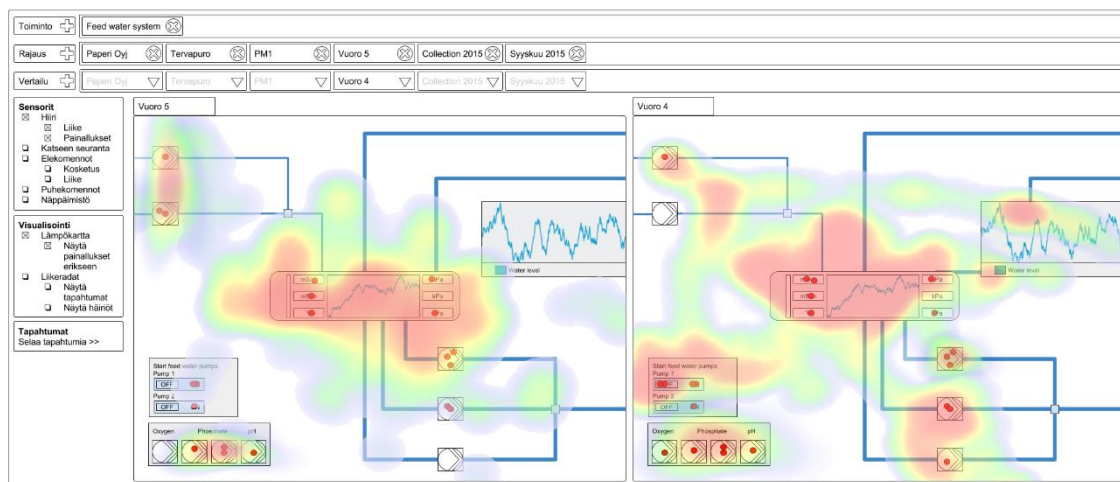 Toiminto
Feed water system
Rajaus
Paperi Oyj
Tervapuro
PM1
Vuoro 5
Collection 2015
Syyskuu 2015
Vertailu
Paperi Oyj
Tervapuro
PM1
Vuoro 4
Collection 2015
Syyskuu 2015
Sensorit
Hiiri
Liike
Painallukset
Katseen seuranta
Elekomennot
Kosketus
Liike
Puhekomennot
Näppäimistö
Visualisointi
Lämpökartta
Näytä
painallukset
erikseen
Liikeradat
Näytä
tapahtumat
Näytä häiriöt
Tapahtumat
Selaa tapahtumia >>
Vuoro 5
Water level
kPa
Start feed water pumps
Pump 1
OFF
Pump 2
OFF
Oxygen
Phosphate
pH
Vuoro 4
Water level
kPa
Start feed water pumps
Pump 1
OFF
Pump 2
OFF
Oxygen
Phosphate
pH